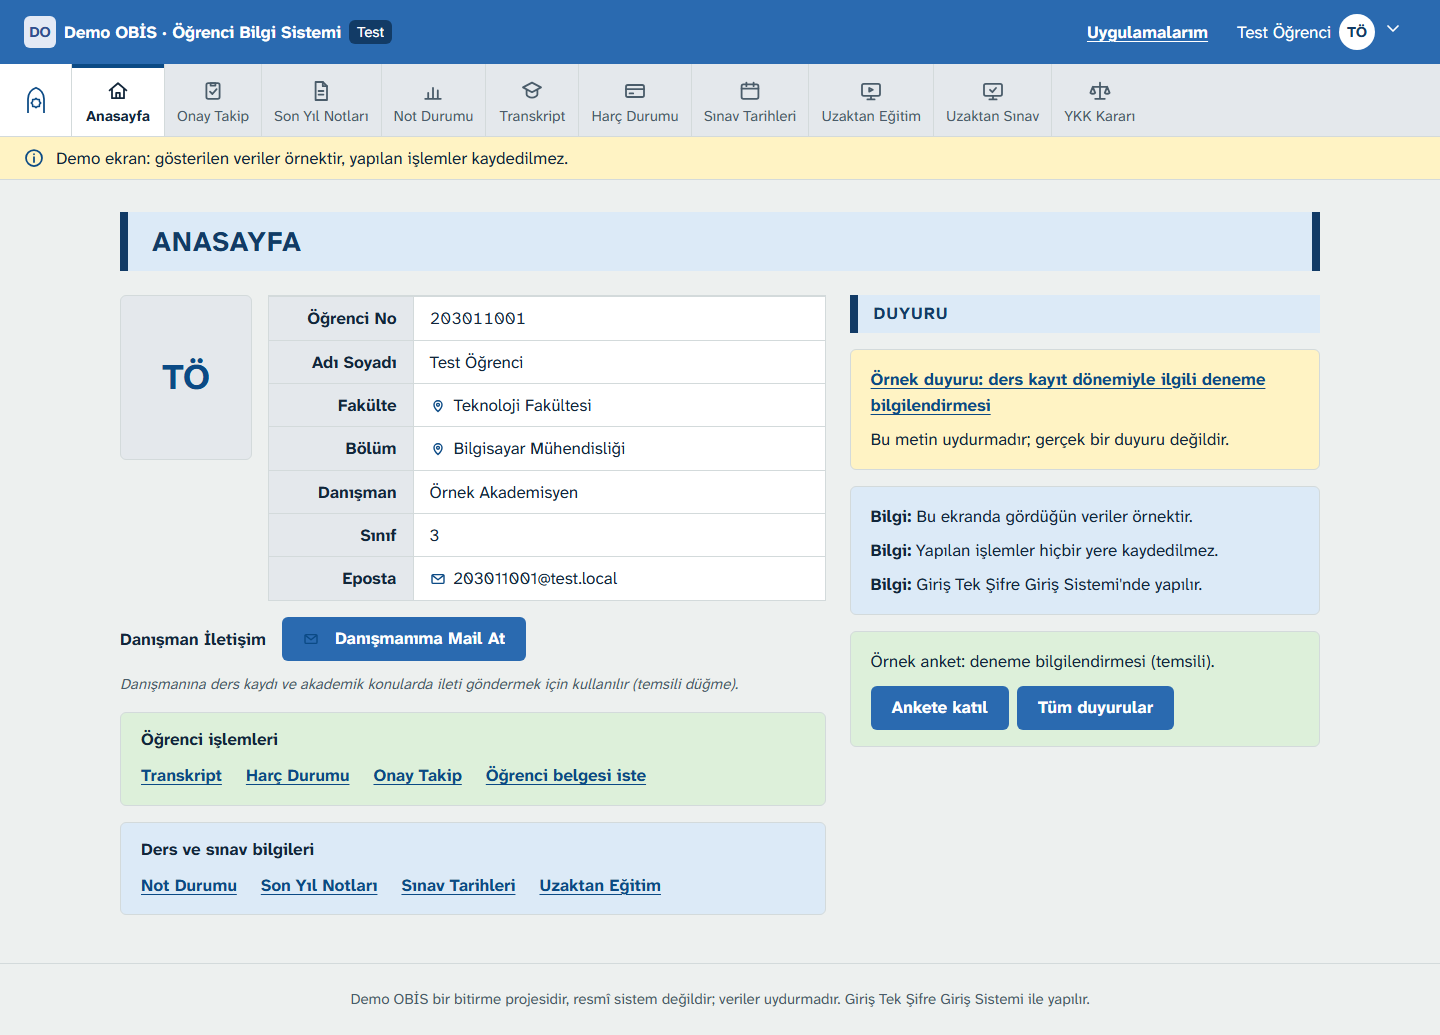 DO Demo OBİS · Öğrenci Bilgi Sistemi Test
Uygulamalarım Test Öğrenci TÖ
Anasayfa Onay Takip Son Yıl Notları Not Durumu Transkript Harç Durumu Sınav Tarihleri Uzaktan Eğitim Uzaktan Sınav YKK Kararı
Demo ekran: gösterilen veriler örnektir, yapılan işlemler kaydedilmez.
ANASAYFA
TÖ
Öğrenci No 203011001
Adı Soyadı Test Öğrenci
Fakülte Teknoloji Fakültesi
Bölüm Bilgisayar Mühendisliği
Danışman Örnek Akademisyen
Sınıf 3
Eposta 203011001@test.local
Danışman İletişim Danışmanıma Mail At
Danışmanına ders kaydı ve akademik konularda ileti göndermek için kullanılır (temsili düğme).
Öğrenci işlemleri
Transkript Harç Durumu Onay Takip Öğrenci belgesi iste
Ders ve sınav bilgileri
Not Durumu Son Yıl Notları Sınav Tarihleri Uzaktan Eğitim
DUYURU
Örnek duyuru: ders kayıt dönemiyle ilgili deneme
bilgilendirmesi
Bu metin uydurmadır; gerçek bir duyuru değildir.
Bilgi: Bu ekranda gördüğün veriler örnektir.
Bilgi: Yapılan işlemler hiçbir yere kaydedilmez.
Bilgi: Giriş Tek Şifre Giriş Sistemi'nde yapılır.
Örnek anket: deneme bilgilendirmesi (temsili).
Ankete katıl Tüm duyurular
Demo OBİS bir bitirme projesidir, resmî sistem değildir; veriler uydurmadır. Giriş Tek Şifre Giriş Sistemi ile yapılır.